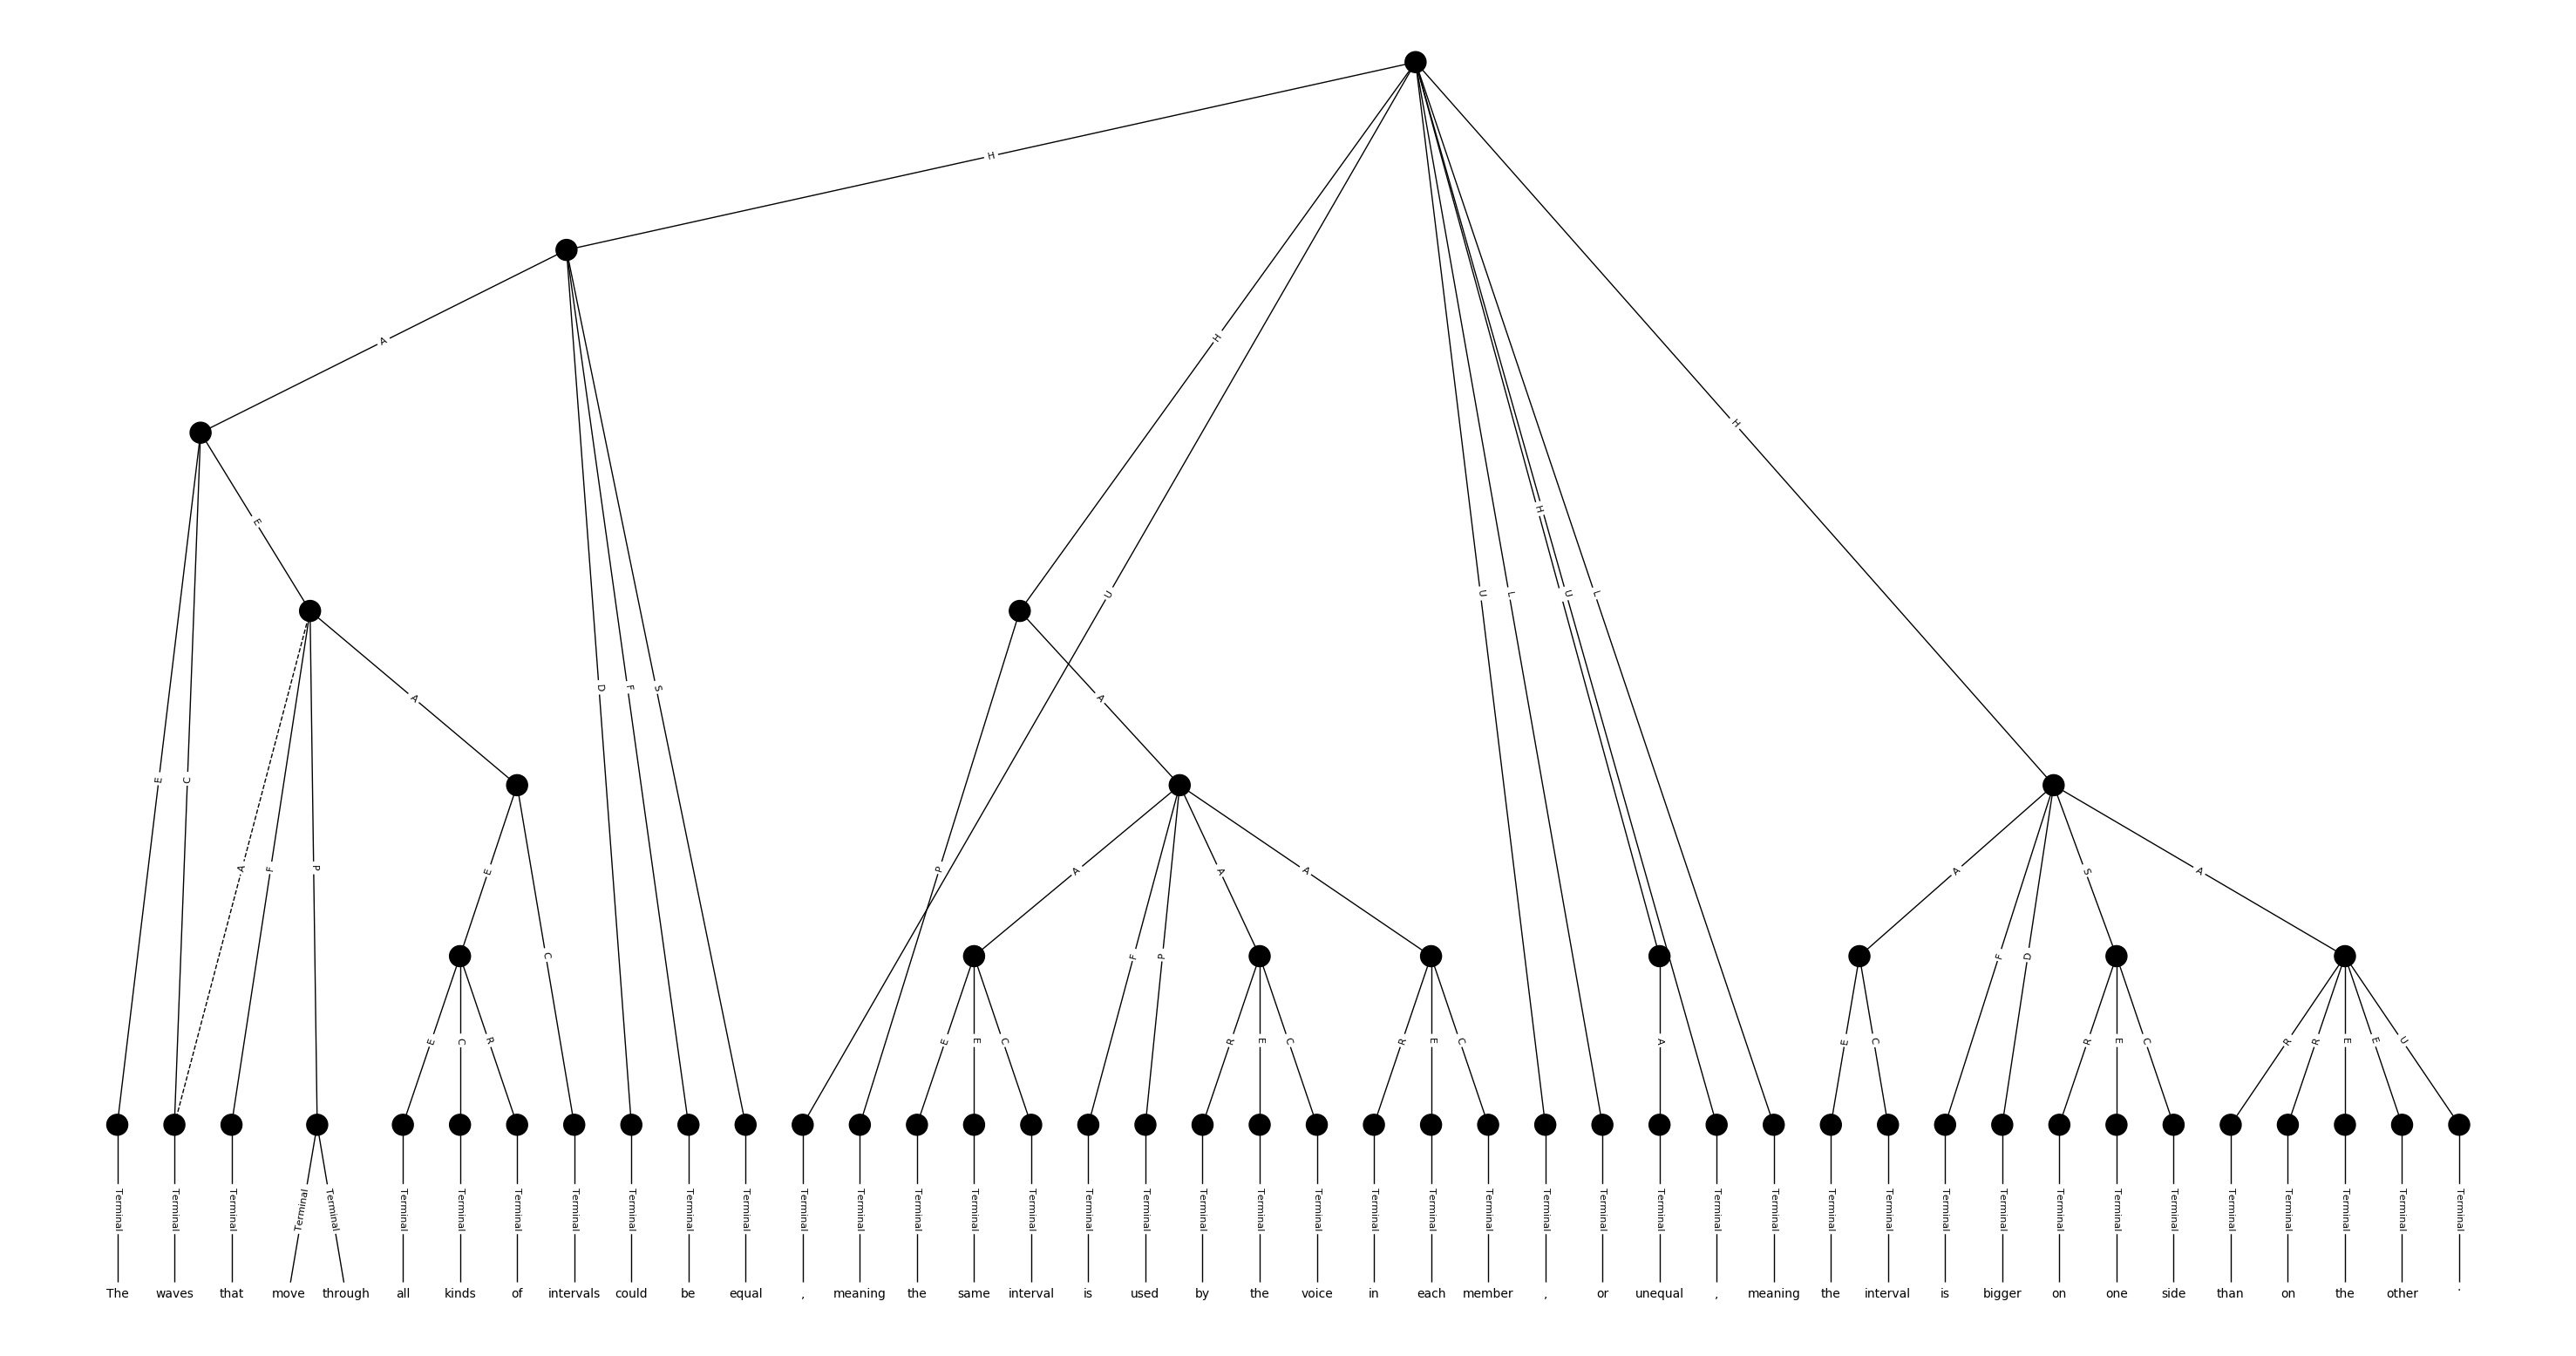 H
A
H
H
E
H
U
U
L
U
L
A
A
D
F
S
E
C
A
F
P
P
A
A
A
A
S
A
E
C
F
P
F
D
E
C
R
E
E
C
R
E
C
R
E
C
A
E
C
R
E
C
R
R
E
E
U
Terminal Terminal Terminal Terminal Terminal Terminal Terminal Terminal Terminal Terminal Terminal Terminal Terminal Terminal Terminal Terminal Terminal Terminal Terminal Terminal Terminal Terminal Terminal Terminal Terminal Terminal Terminal Terminal Terminal Terminal Terminal Terminal Terminal Terminal Terminal Terminal Terminal Terminal Terminal Terminal Terminal Terminal
The waves that move through all kinds of intervals could be equal , meaning the same interval is used by the voice in each member , or unequal , meaning the interval is bigger on one side than on the other .